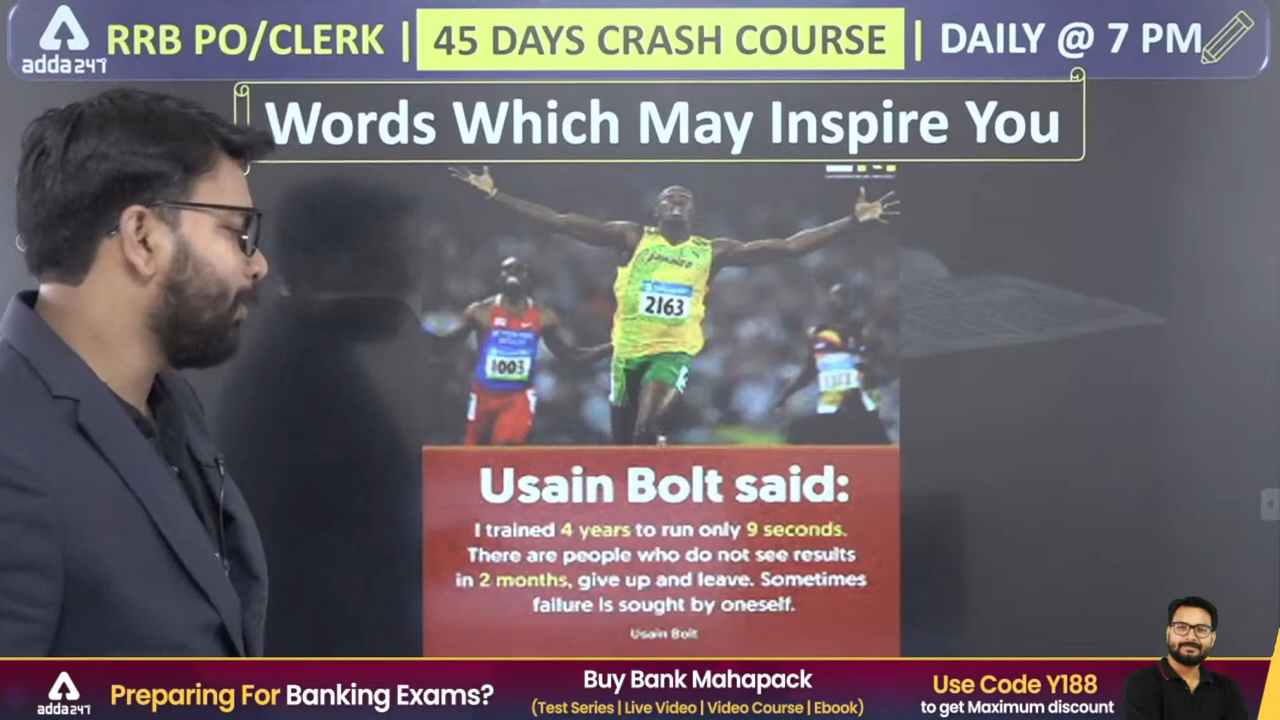 RRB PO/CLERK | 45 DAYS CRASH COURSE | DAILY @ 7 PM
adda247
Words Which May Inspire You
2163
1003
Usain Bolt said:
I trained 4 years to run only 9 seconds.
There are people who do not see results
in 2 months, give up and leave. Sometimes
failure is sought by oneself.
Usain Bolt
adda247
Preparing For Banking Exams?
Buy Bank Mahapack
(Test Series | Live Video | Video Course | Ebook)
Use Code Y188
to get Maximum discount